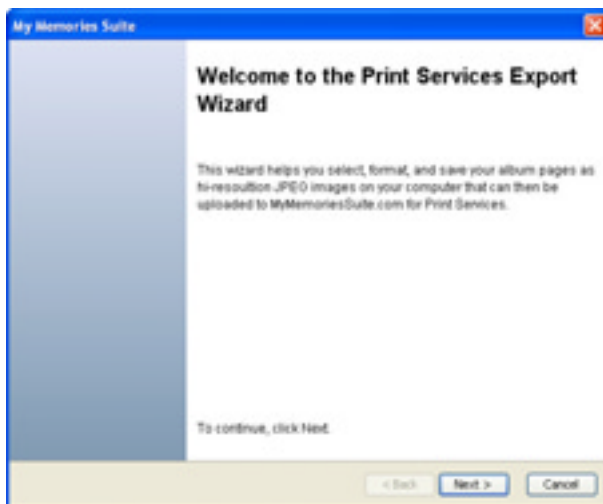 My Memories Suite
Welcome to the Print Services Export
Wizard
This wizard helps you select, format, and save your album pages as
hi-resoultion JPEG images on your computer that can then be
uploaded to MyMemoriesSuite.com for Print Services.
To continue, click Next.
< Back
Next >
Cancel